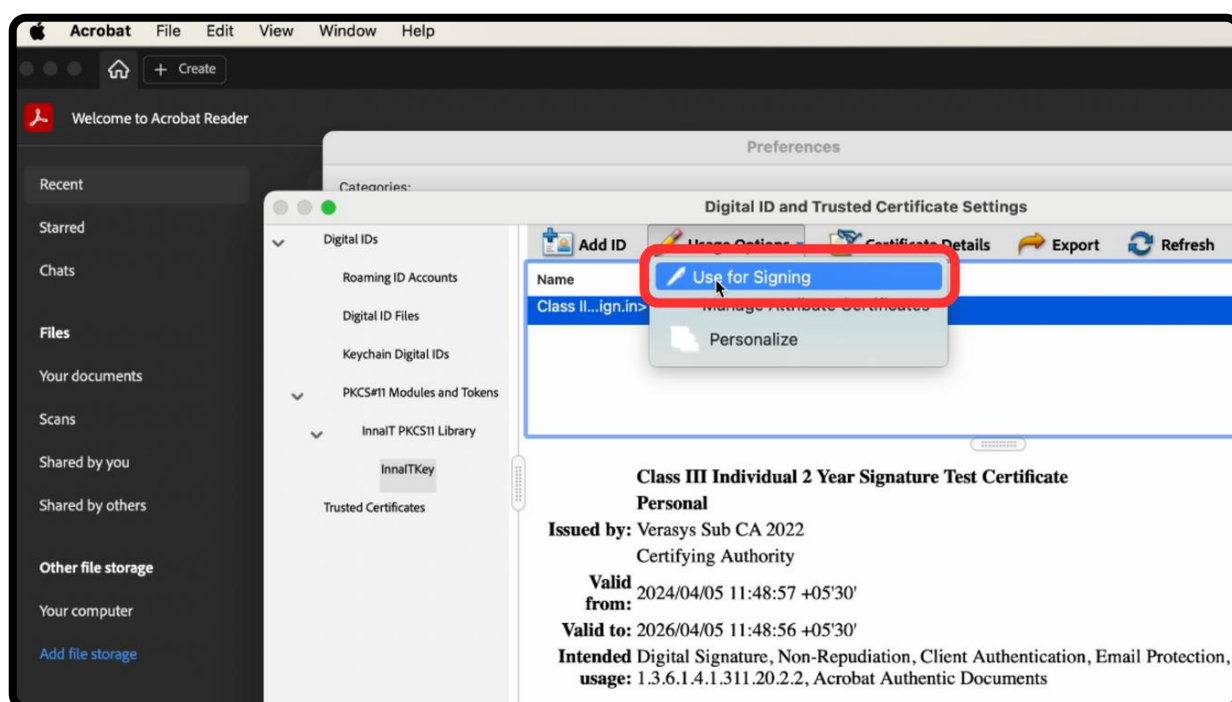 Acrobat File Edit View Window Help
+ Create
Welcome to Acrobat Reader
Preferences
Recent
Categories:
Digital ID and Trusted Certificate Settings
Starred
Digital IDs
Add ID Usage Options Certificate Details Export Refresh
Chats
Roaming ID Accounts
Name
Use for Signing
Class II...ign.in>
Manage Attribute Certificates
Digital ID Files
Files
Personalize
Keychain Digital IDs
Your documents
PKCS#11 Modules and Tokens
Scans
InnaIT PKCS11 Library
Shared by you
InnaITKey
Class III Individual 2 Year Signature Test Certificate
Shared by others
Trusted Certificates
Personal
Issued by: Verasys Sub CA 2022
Certifying Authority
Other file storage
Valid from: 2024/04/05 11:48:57 +05'30'
Your computer
Valid to: 2026/04/05 11:48:56 +05'30'
Add file storage
Intended Digital Signature, Non-Repudiation, Client Authentication, Email Protection,
usage: 1.3.6.1.4.1.311.20.2.2, Acrobat Authentic Documents